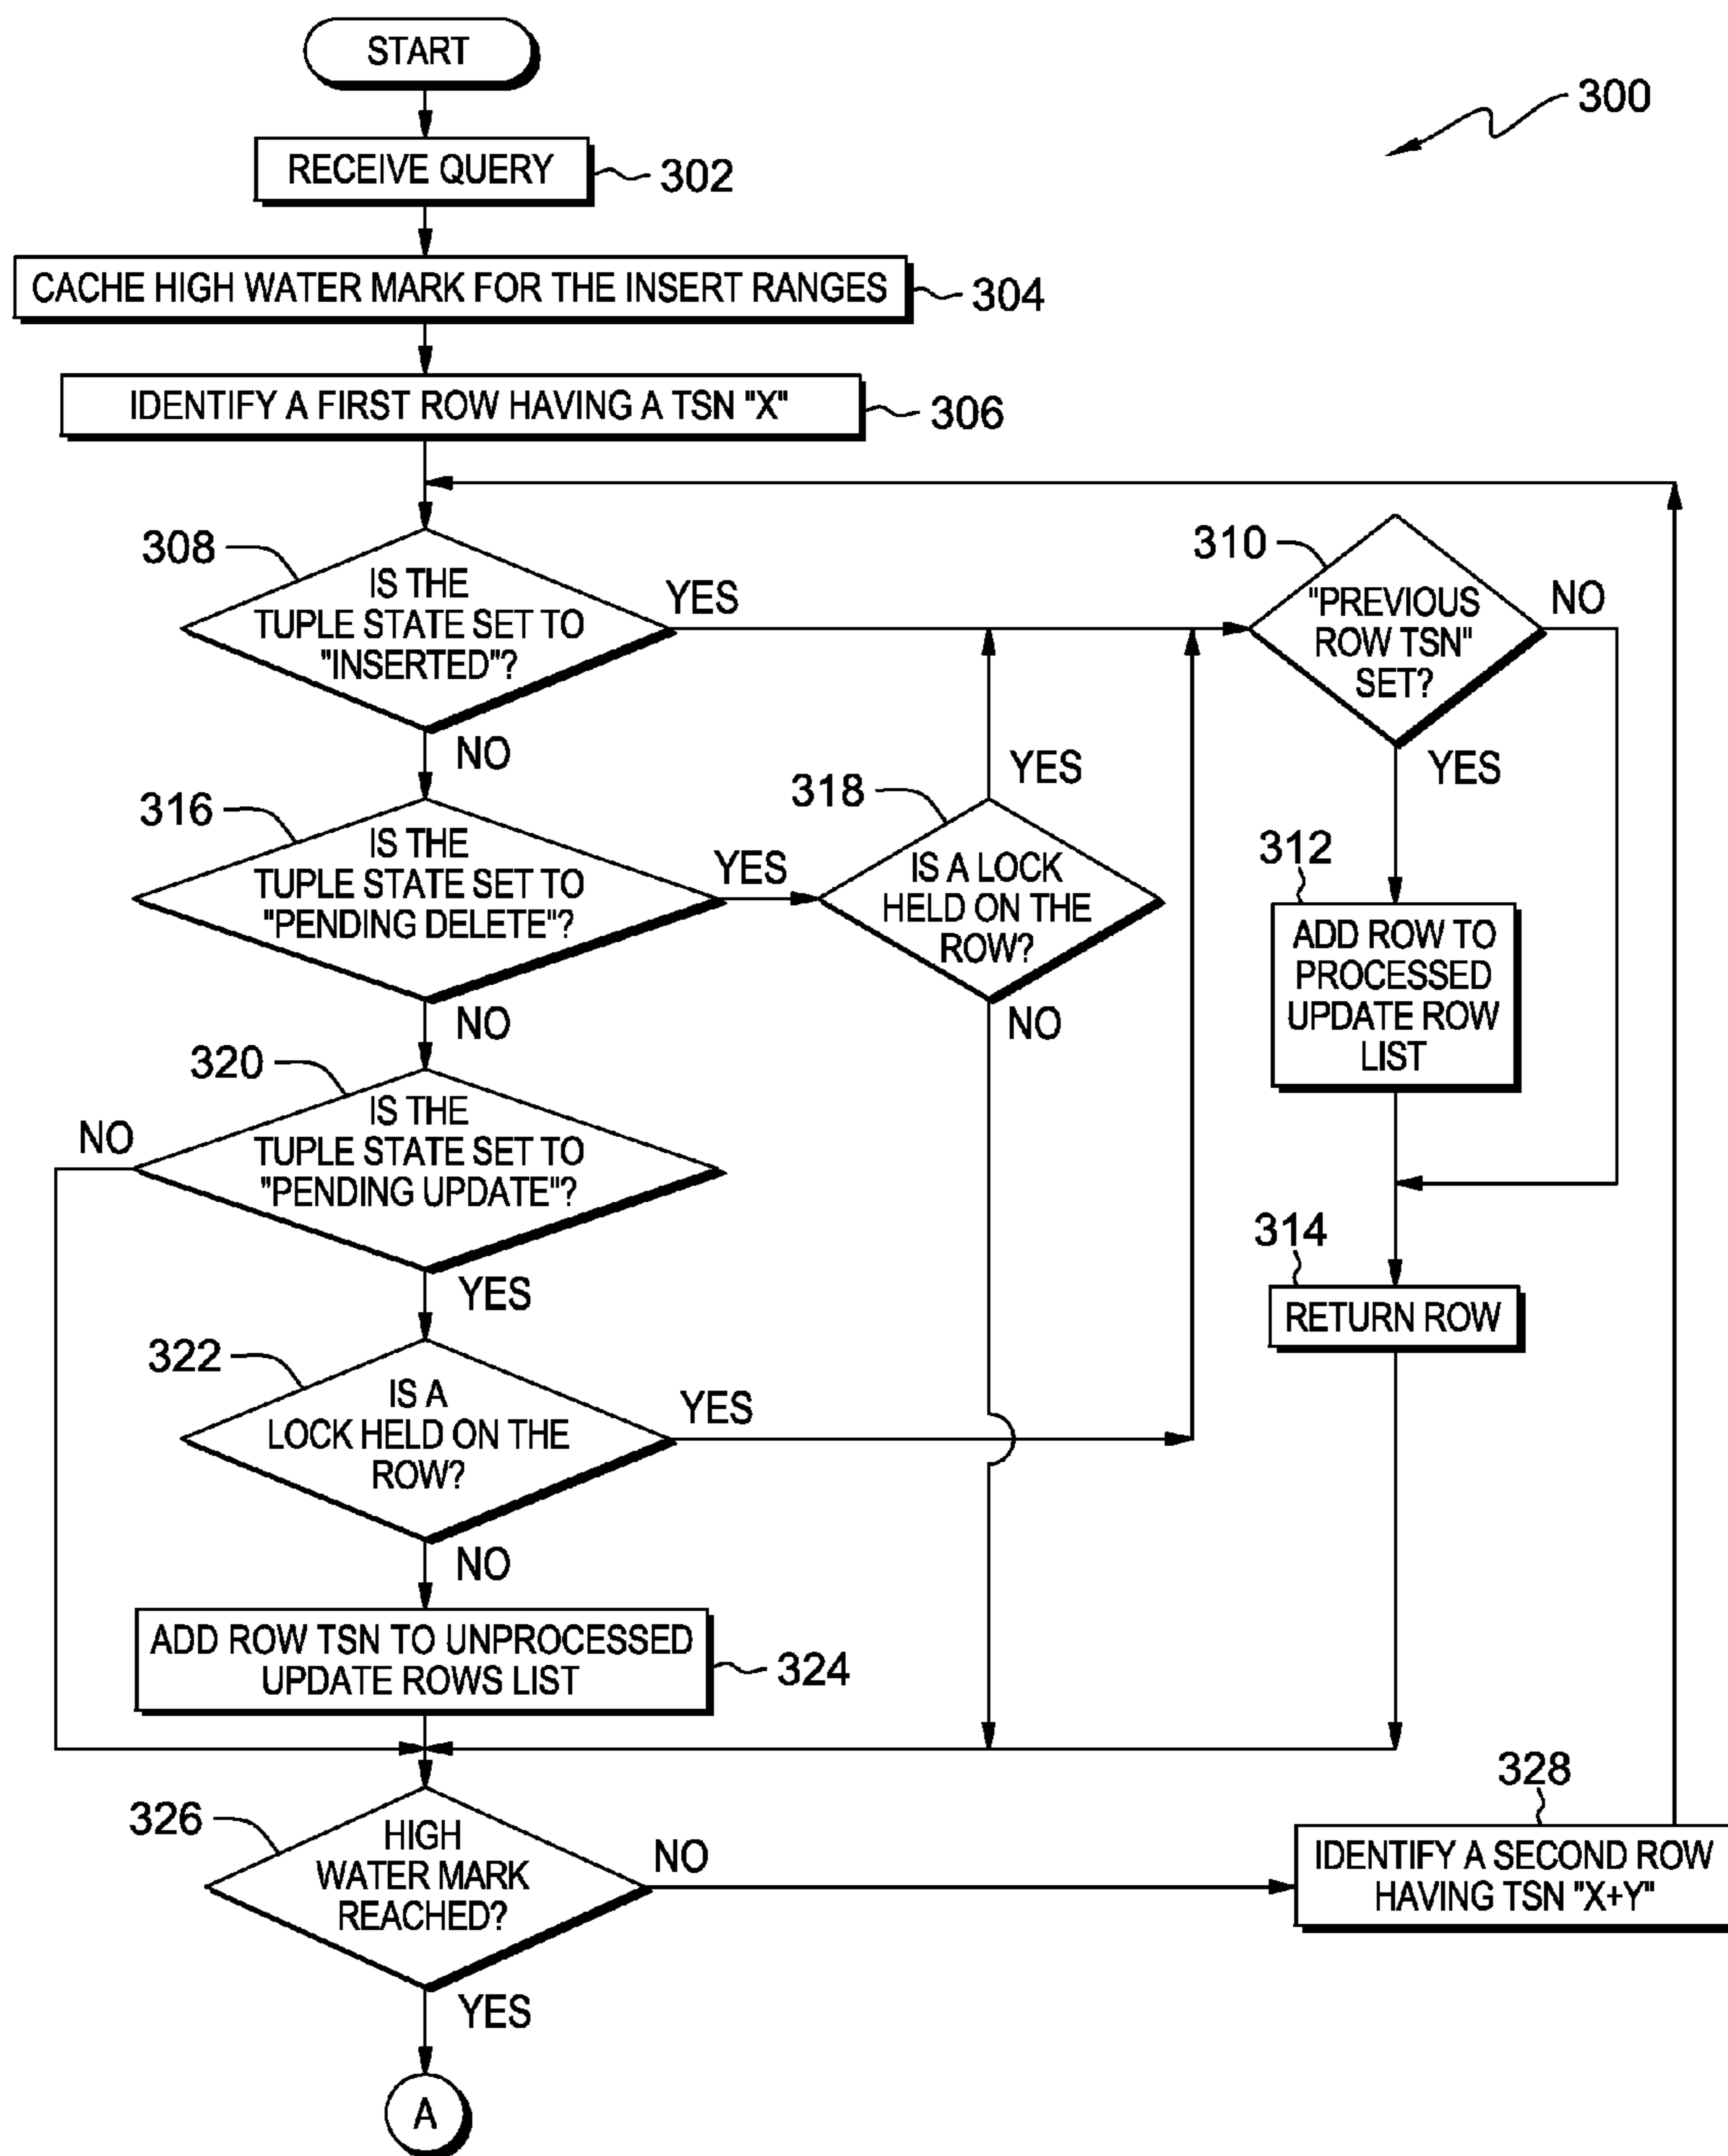 START
300
RECEIVE QUERY
302
CACHE HIGH WATER MARK FOR THE INSERT RANGES
304
IDENTIFY A FIRST ROW HAVING A TSN "X"
306
308
IS THE
TUPLE STATE SET TO
"INSERTED"?
YES
NO
310
"PREVIOUS
ROW TSN"
SET?
NO
YES
316
IS THE
TUPLE STATE SET TO
"PENDING DELETE"?
YES
NO
318
IS A LOCK
HELD ON THE
ROW?
YES
NO
312
ADD ROW TO
PROCESSED
UPDATE ROW
LIST
320
IS THE
TUPLE STATE SET TO
"PENDING UPDATE"?
NO
YES
314
RETURN ROW
322
IS A
LOCK HELD ON THE
ROW?
YES
NO
ADD ROW TSN TO UNPROCESSED
UPDATE ROWS LIST
324
326
HIGH
WATER MARK
REACHED?
NO
YES
328
IDENTIFY A SECOND ROW
HAVING TSN "X+Y"
A